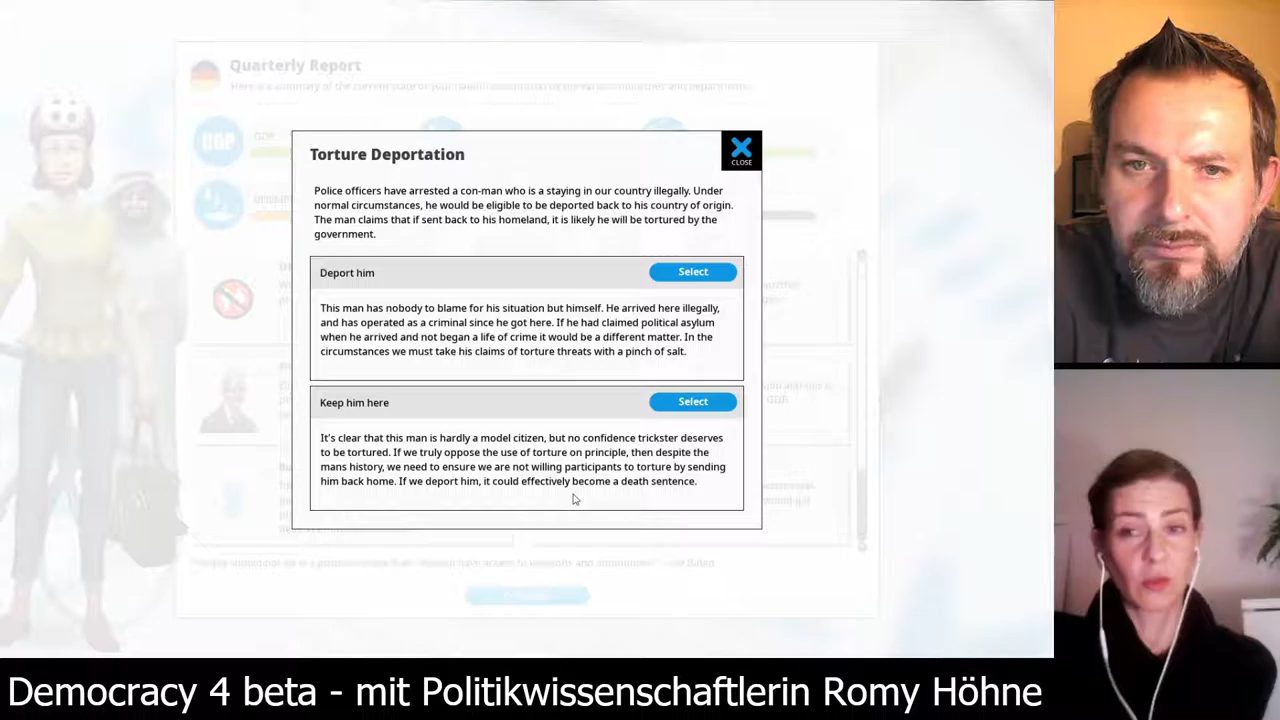 Quarterly Report
Torture Deportation
CLOSE
Police officers have arrested a con-man who is a staying in our country illegally. Under
normal circumstances, he would be eligible to be deported back to his country of origin.
The man claims that if sent back to his homeland, it is likely he will be tortured by the
government.
Deport him
Select
This man has nobody to blame for his situation but himself. He arrived here illegally,
and has operated as a criminal since he got here. If he had claimed political asylum
when he arrived and not began a life of crime it would be a different matter. In the
circumstances we must take his claims of torture threats with a pinch of salt.
Keep him here
Select
It's clear that this man is hardly a model citizen, but no confidence trickster deserves
to be tortured. If we truly oppose the use of torture on principle, then despite the
mans history, we need to ensure we are not willing participants to torture by sending
him back home. If we deport him, it could effectively become a death sentence.
Democracy 4 beta - mit Politikwissenschaftlerin Romy Höhne